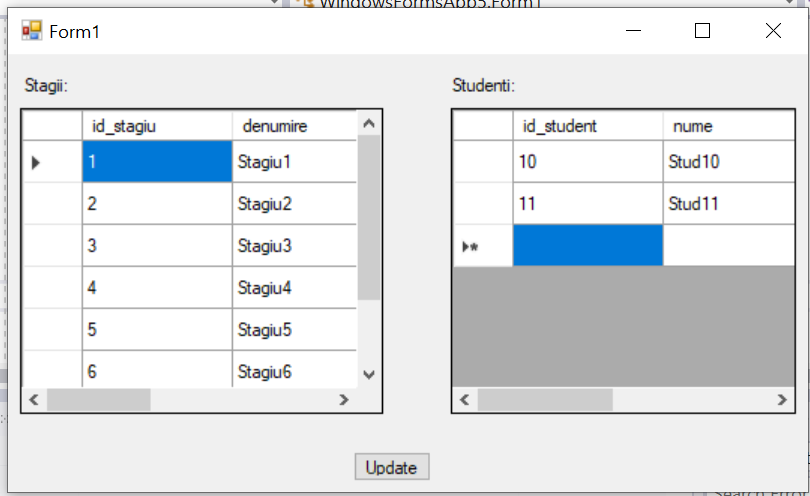 WindowsFormsApp5.Form1
Form1
Stagii:
id_stagiu denumire
1 Stagiu1
2 Stagiu2
3 Stagiu3
4 Stagiu4
5 Stagiu5
6 Stagiu6
Studenti:
id_student nume
10 Stud10
11 Stud11
Update
Search Error